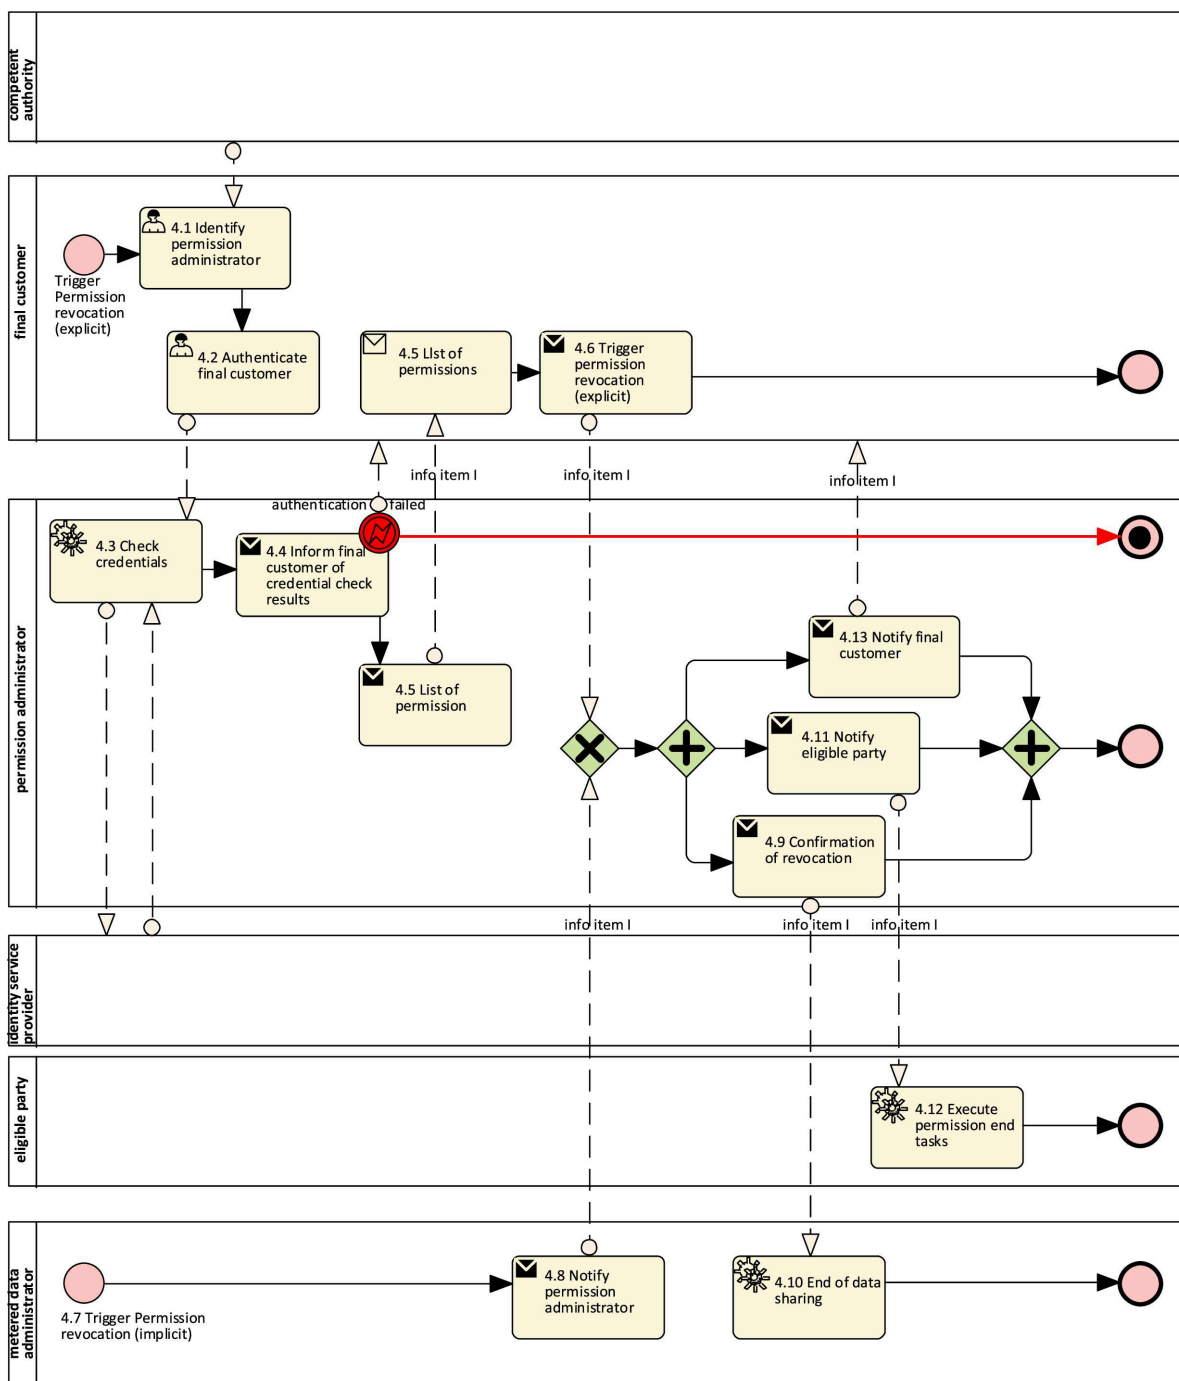 competent
authority
final customer
Trigger
Permission
revocation
(explicit)
4.1 Identify
permission
administrator
4.2 Authenticate
final customer
4.5 LIst of
permissions
4.6 Trigger
permission
revocation
(explicit)
info item I
info item I
info item I
permission administrator
authentication failed
4.3 Check
credentials
4.4 Inform final
customer of
credential check
results
4.5 List of
permission
4.13 Notify final
customer
4.11 Notify
eligible party
4.9 Confirmation
of revocation
info item I
info item I
info item I
identity service
provider
eligible party
4.12 Execute
permission end
tasks
metered data
administrator
4.7 Trigger Permission
revocation (implicit)
4.8 Notify
permission
administrator
4.10 End of data
sharing